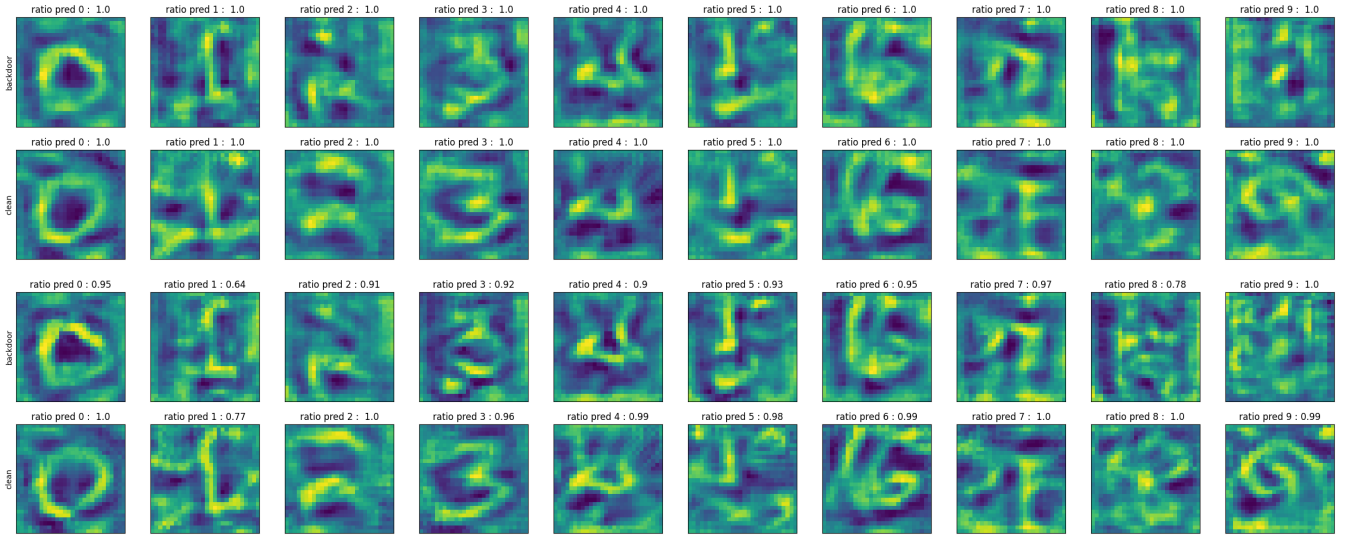 ratio pred 0 : 1.0 ratio pred 1 : 1.0 ratio pred 2 : 1.0 ratio pred 3 : 1.0 ratio pred 4 : 1.0 ratio pred 5 : 1.0 ratio pred 6 : 1.0 ratio pred 7 : 1.0 ratio pred 8 : 1.0 ratio pred 9 : 1.0
backdoor
ratio pred 0 : 1.0 ratio pred 1 : 1.0 ratio pred 2 : 1.0 ratio pred 3 : 1.0 ratio pred 4 : 1.0 ratio pred 5 : 1.0 ratio pred 6 : 1.0 ratio pred 7 : 1.0 ratio pred 8 : 1.0 ratio pred 9 : 1.0
clean
ratio pred 0 : 0.95 ratio pred 1 : 0.64 ratio pred 2 : 0.91 ratio pred 3 : 0.92 ratio pred 4 : 0.9 ratio pred 5 : 0.93 ratio pred 6 : 0.95 ratio pred 7 : 0.97 ratio pred 8 : 0.78 ratio pred 9 : 1.0
backdoor
ratio pred 0 : 1.0 ratio pred 1 : 0.77 ratio pred 2 : 1.0 ratio pred 3 : 0.96 ratio pred 4 : 0.99 ratio pred 5 : 0.98 ratio pred 6 : 0.99 ratio pred 7 : 1.0 ratio pred 8 : 1.0 ratio pred 9 : 0.99
clean